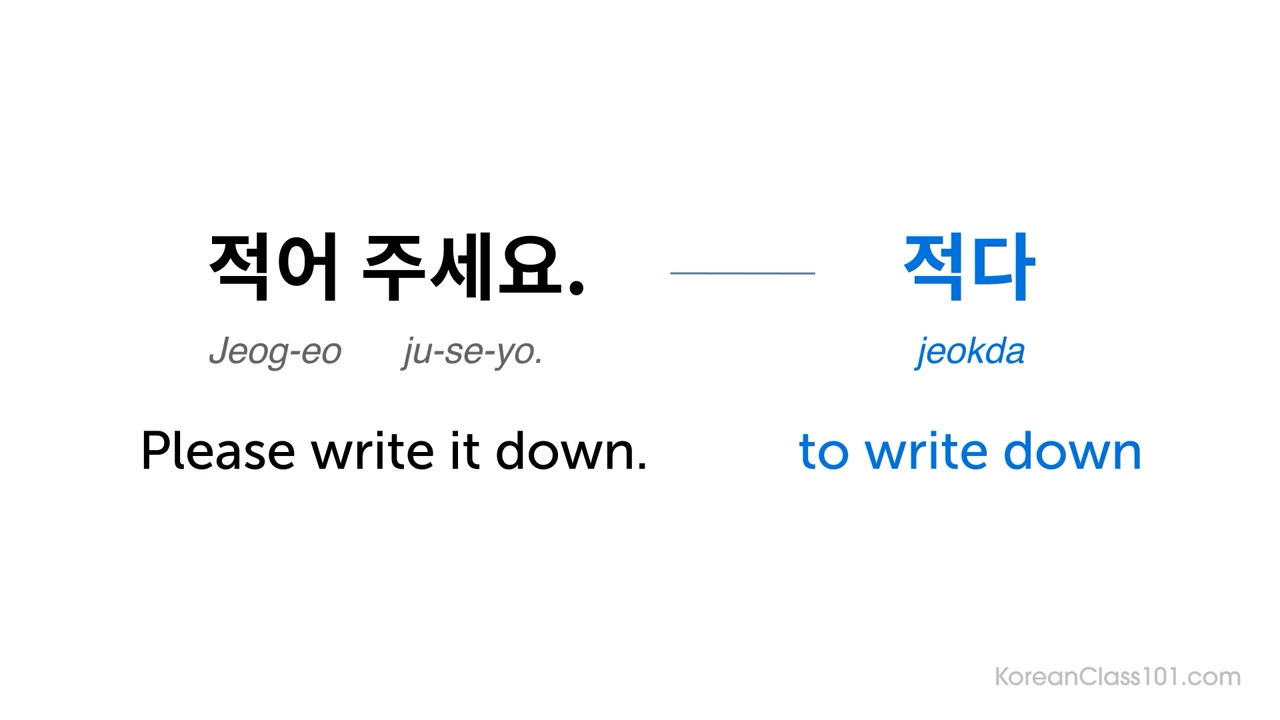 적어 주세요.
Jeog-eo ju-se-yo.
Please write it down.
적다
jeokda
to write down
KoreanClass101.com